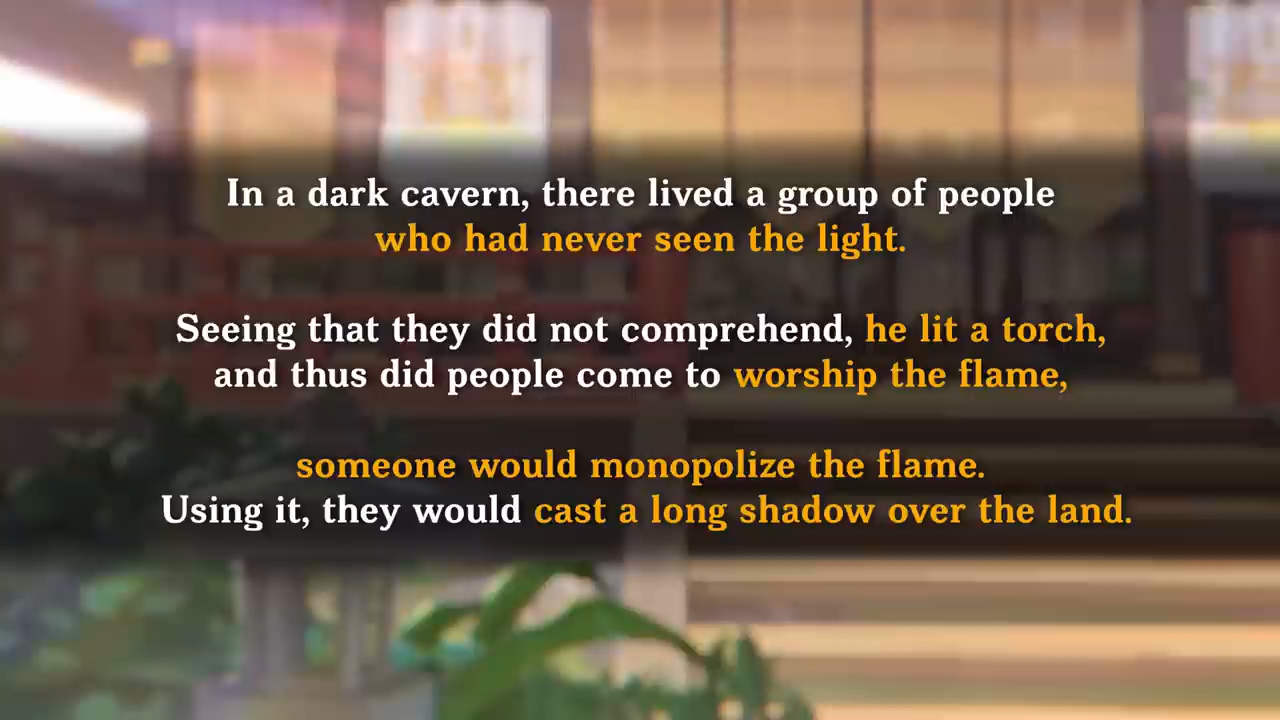 In a dark cavern, there lived a group of people
who had never seen the light.
Seeing that they did not comprehend, he lit a torch,
and thus did people come to worship the flame,
someone would monopolize the flame.
Using it, they would cast a long shadow over the land.